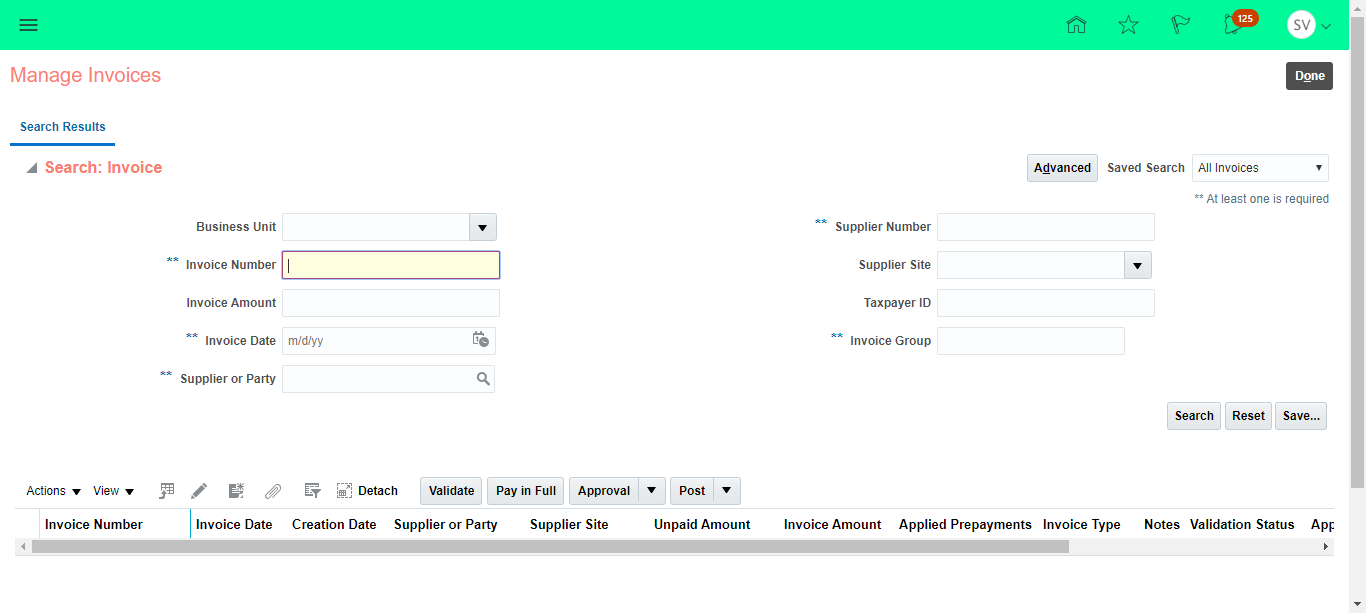 125
SV
Manage Invoices
Done
Search Results
Search: Invoice
Advanced Saved Search All Invoices
** At least one is required
Business Unit
** Supplier Number
** Invoice Number
Supplier Site
Invoice Amount
Taxpayer ID
** Invoice Date m/d/yy
** Invoice Group
** Supplier or Party
Search Reset Save...
Actions View Detach Validate Pay in Full Approval Post
Invoice Number Invoice Date Creation Date Supplier or Party Supplier Site Unpaid Amount Invoice Amount Applied Prepayments Invoice Type Notes Validation Status App